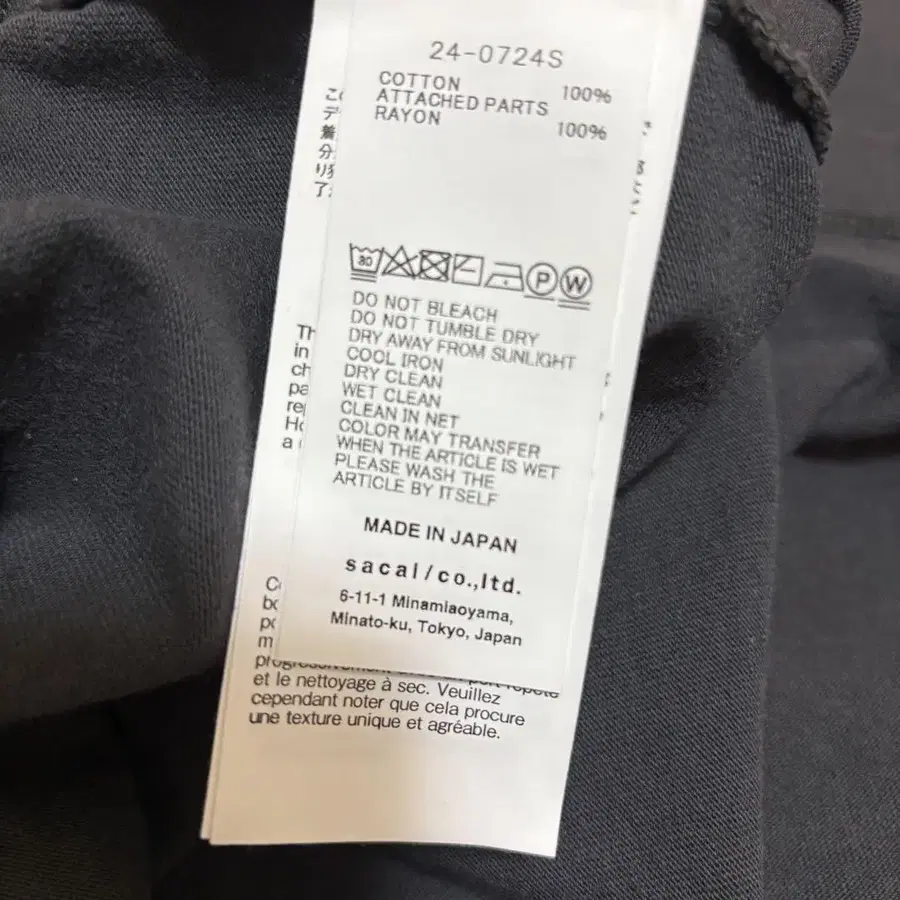 24-0724S
COTTON 100%
ATTACHED PARTS
RAYON 100%
30
P W
DO NOT BLEACH
DO NOT TUMBLE DRY
DRY AWAY FROM SUNLIGHT
COOL IRON
DRY CLEAN
WET CLEAN
CLEAN IN NET
COLOR MAY TRANSFER
WHEN THE ARTICLE IS WET
PLEASE WASH THE
ARTICLE BY ITSELF
MADE IN JAPAN
sacai/co.,ltd.
6-11-1 Minamiaoyama,
Minato-ku, Tokyo, Japan
et le nettoyage à sec. Veuillez
cependant noter que cela procure
une texture unique et agréable.